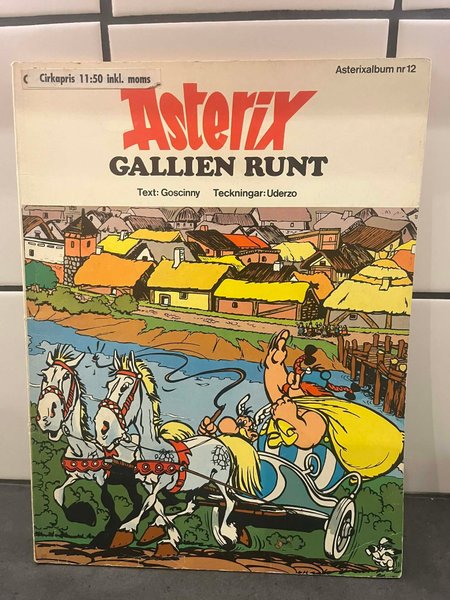 Asterixalbum nr 12
C Cirkapris 11:50 inkl. moms
Asterix
GALLIEN RUNT
Text: Goscinny Teckningar: Uderzo